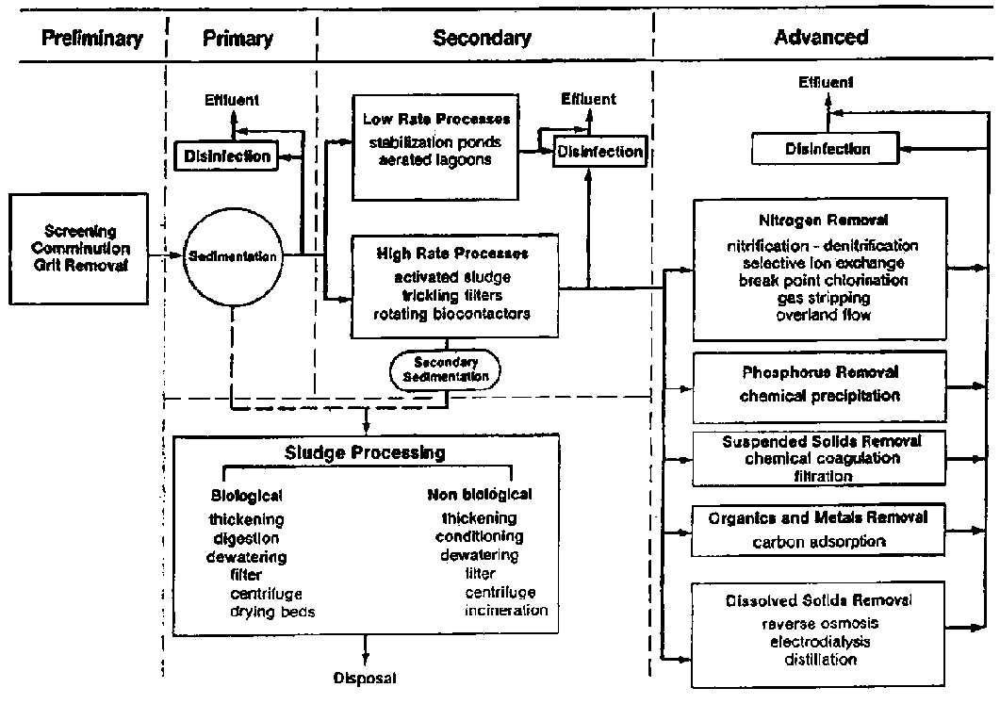 Preliminary
Primary
Secondary
Advanced
Effluent
Disinfection
Screening
Comminution
Grit Removal
Sedimentation
Low Rate Processes
stabilization ponds
aerated lagoons
Effluent
Disinfection
High Rate Processes
activated sludge
trickling filters
rotating biocontactors
Secondary
Sedimentation
Sludge Processing
Biological
thickening
digestion
dewatering
filter
centrifuge
drying beds
Non biological
thickening
conditioning
dewatering
filter
centrifuge
incineration
Disposal
Effluent
Disinfection
Nitrogen Removal
nitrification - denitrification
selective ion exchange
break point chlorination
gas stripping
overland flow
Phosphorus Removal
chemical precipitation
Suspended Solids Removal
chemical coagulation
filtration
Organics and Metals Removal
carbon adsorption
Dissolved Solids Removal
reverse osmosis
electrodialysis
distillation